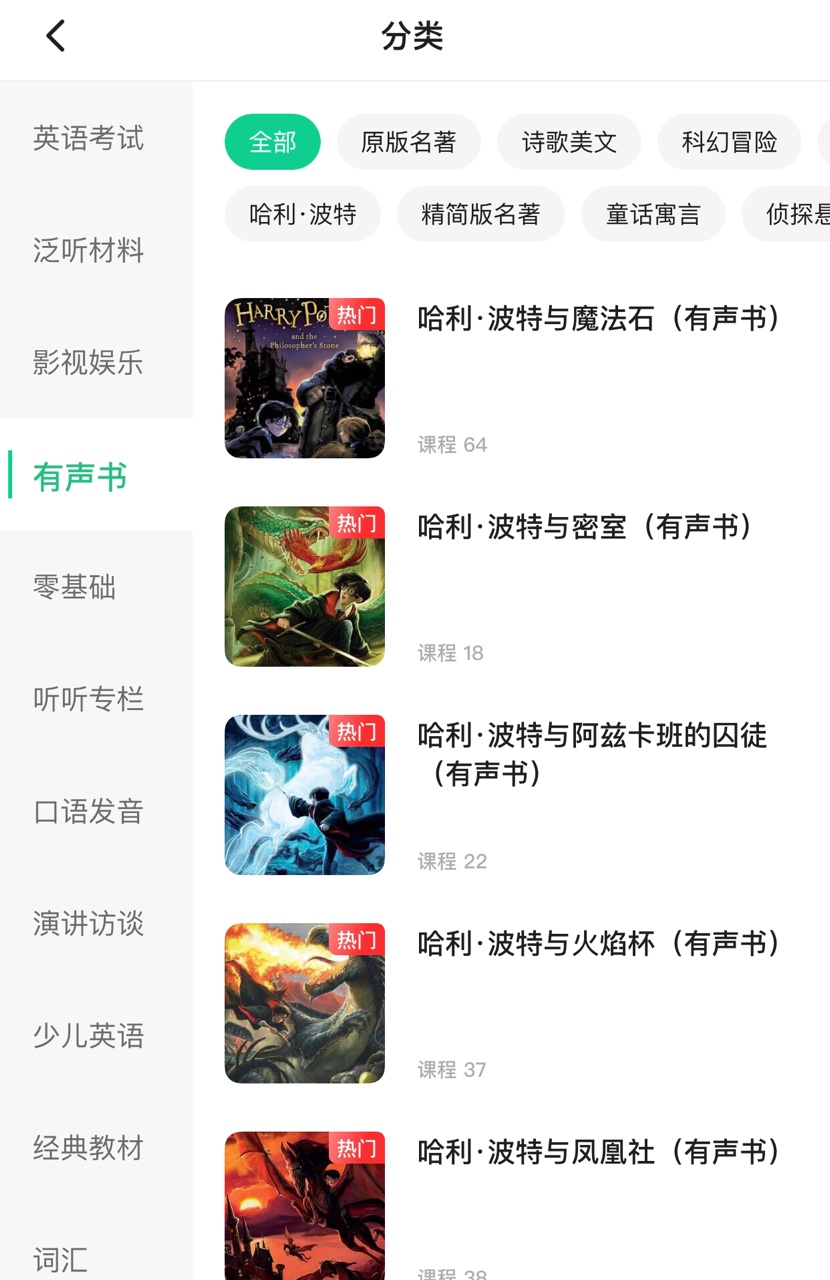 分类
英语考试
泛听材料
影视娱乐
有声书
零基础
听听专栏
口语发音
演讲访谈
少儿英语
经典教材
词汇
全部 原版名著 诗歌美文 科幻冒险
哈利·波特 精简版名著 童话寓言 侦探悬
HARRY PO
and the
Philosopher's Stone
热门
哈利·波特与魔法石（有声书）
课程 64
热门
哈利·波特与密室（有声书）
课程 18
热门
哈利·波特与阿兹卡班的囚徒
（有声书）
课程 22
热门
哈利·波特与火焰杯（有声书）
课程 37
热门
哈利·波特与凤凰社（有声书）
课程 38